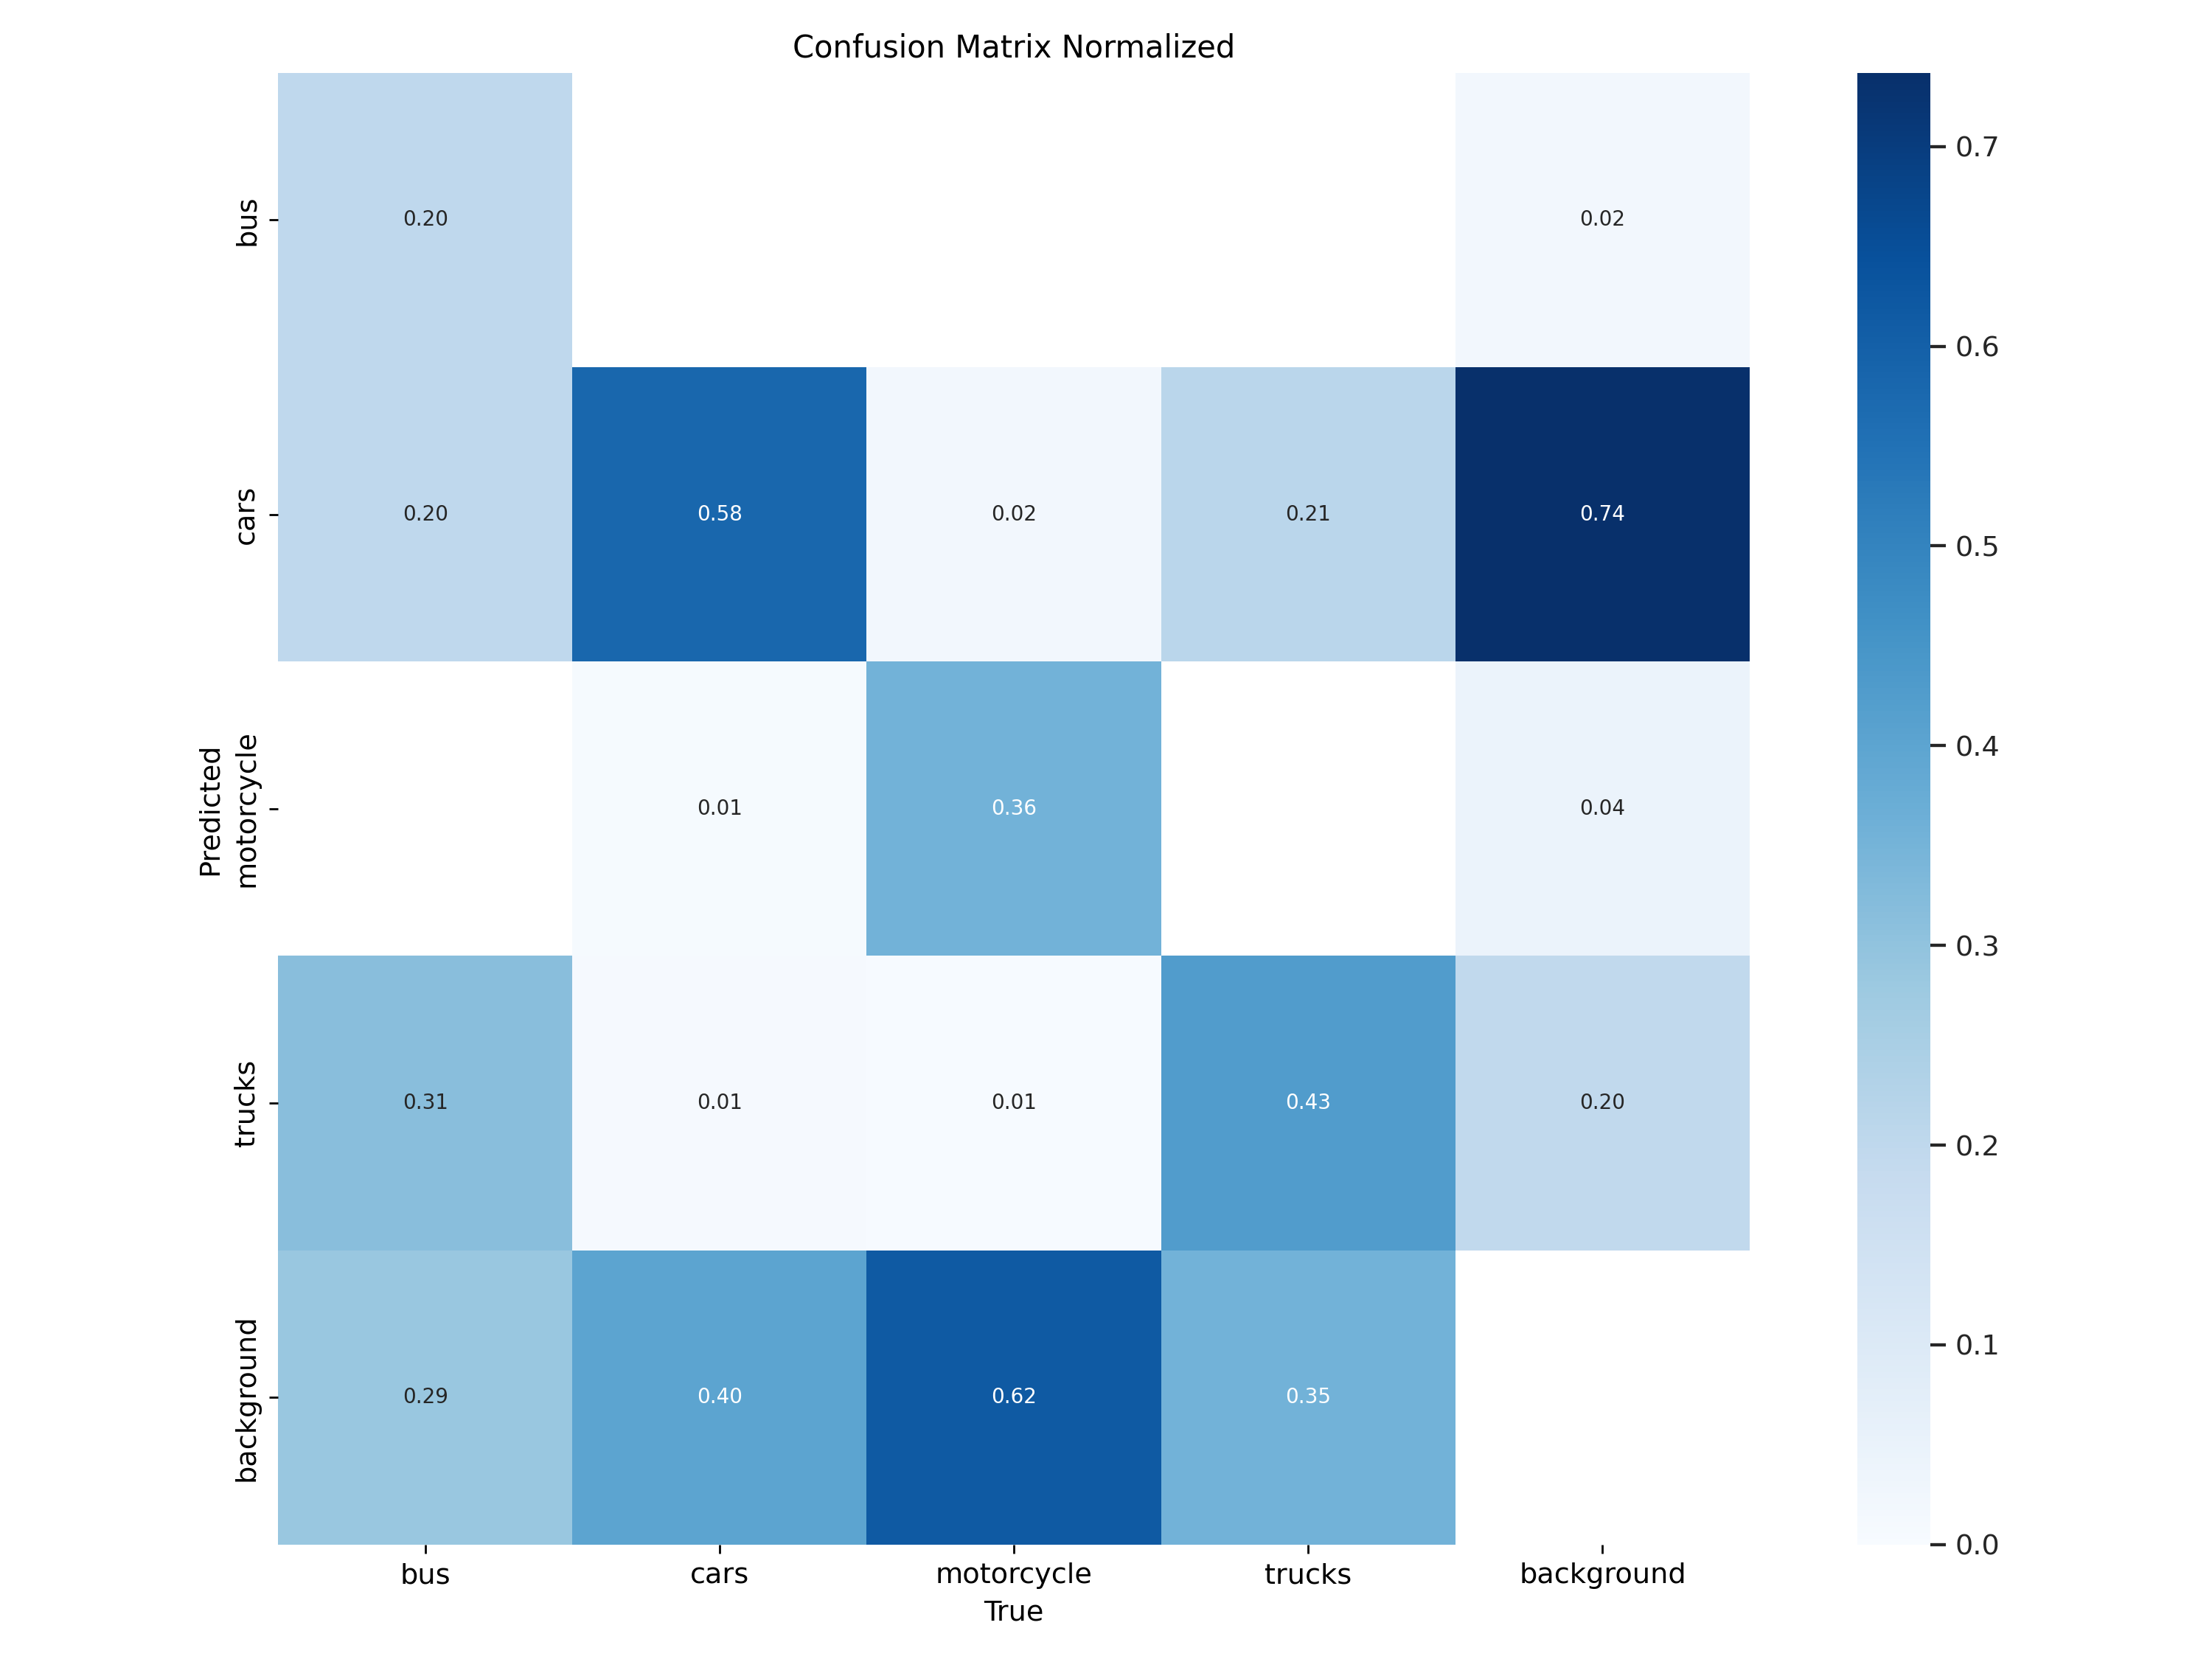 Confusion Matrix Normalized
bus
0.20
0.02
0.7
cars
0.20
0.58
0.02
0.21
0.74
0.6
0.5
Predicted
motorcycle
0.01
0.36
0.04
0.4
trucks
0.31
0.01
0.01
0.43
0.20
0.3
0.2
background
0.29
0.40
0.62
0.35
0.1
0.0
bus
cars
motorcycle
trucks
background
True